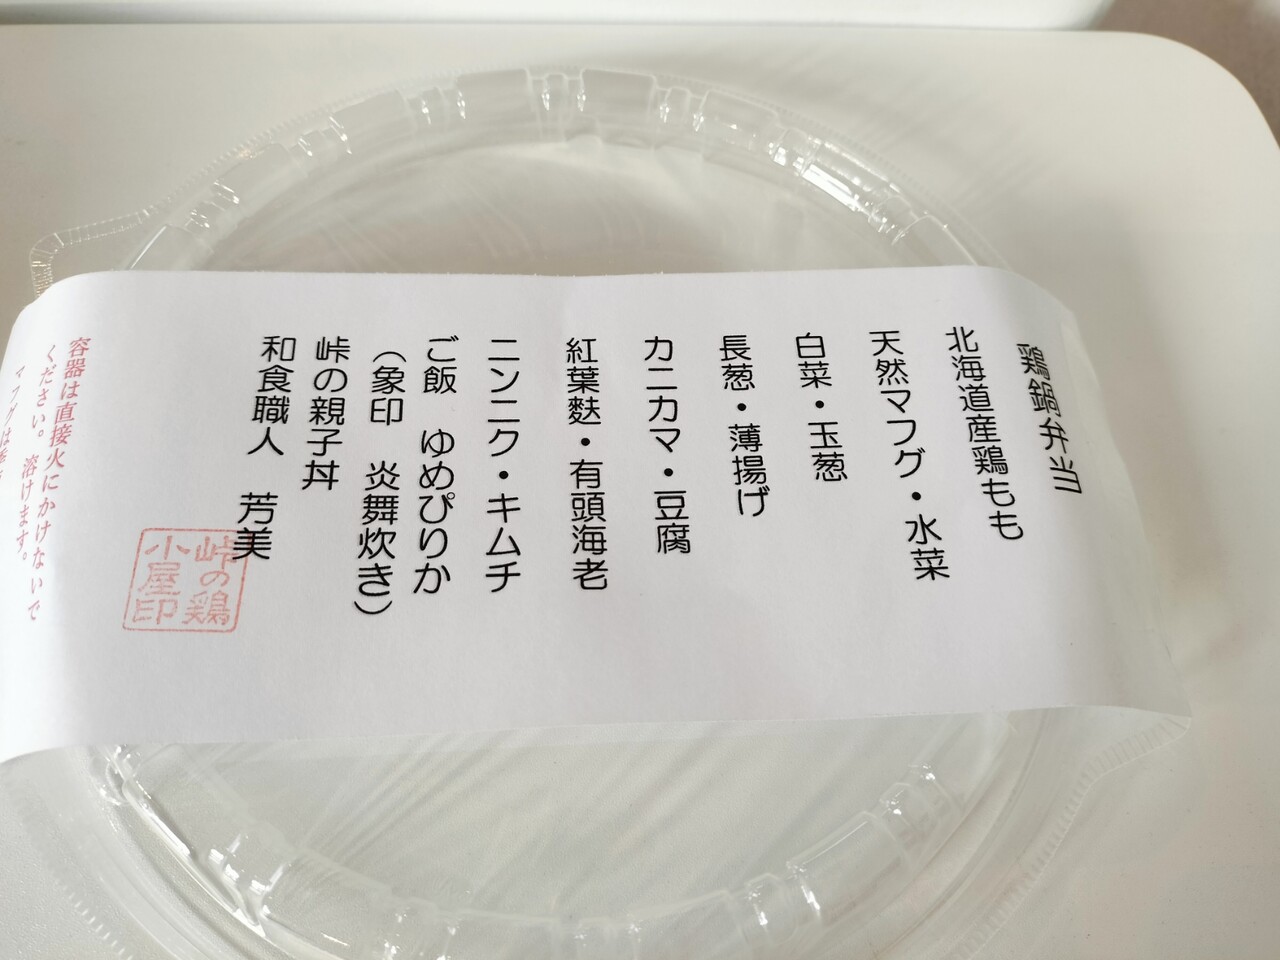 鶏鍋弁当
北海道産鶏もも
天然マフグ・水菜
白菜・玉葱
長葱・薄揚げ
カニカマ・豆腐
紅葉麩・有頭海老
ニンニク・キムチ
ご飯 ゆめぴりか
（象印 炎舞炊き）
峠の親子丼
和食職人 芳美
峠の鶏
小屋印
容器は直接火にかけないで
ください。溶けます。
マフグは